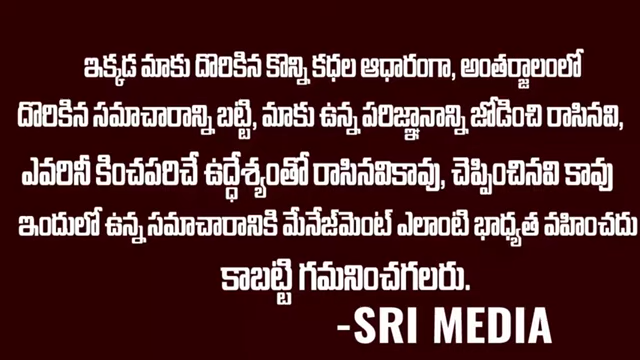 ఇక్కడ మాకు దొరికిన కొన్ని కధల ఆధారంగా, అంతర్జాలంలో
దొరికిన సమాచారాన్ని బట్టి, మాకు ఉన్న పరిజ్ఞానాన్ని జోడించి రాసినవి,
ఎవరినీ కించపరిచే ఉద్ధేశ్యంతో రాసినవికావు, చెప్పించినవి కావు
ఇందులో ఉన్న సమాచారానికి మేనేజ్‌మెంట్ ఎలాంటి భాధ్యత వహించదు
కాబట్టి గమనించగలరు.
-SRI MEDIA